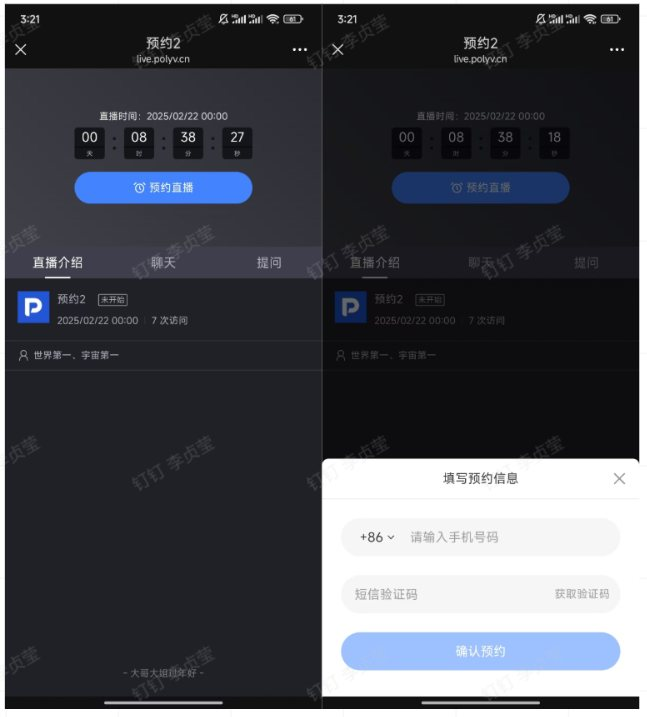 3:21
61
预约2
live.polyv.cn
直播时间：2025/02/22 00:00
00 : 08 : 38 : 27
天 时 分 秒
预约直播
直播介绍 聊天 提问
预约2 未开始
2025/02/22 00:00 7 次访问
世界第一、宇宙第一
- 大哥大姐过年好 -
3:21
61
预约2
live.polyv.cn
直播时间：2025/02/22 00:00
00 : 08 : 38 : 18
天 时 分 秒
预约直播
直播介绍 聊天 提问
预约2 未开始
2025/02/22 00:00 7 次访问
世界第一、宇宙第一
填写预约信息
+86 请输入手机号码
短信验证码 获取验证码
确认预约
钉钉 李贞莹